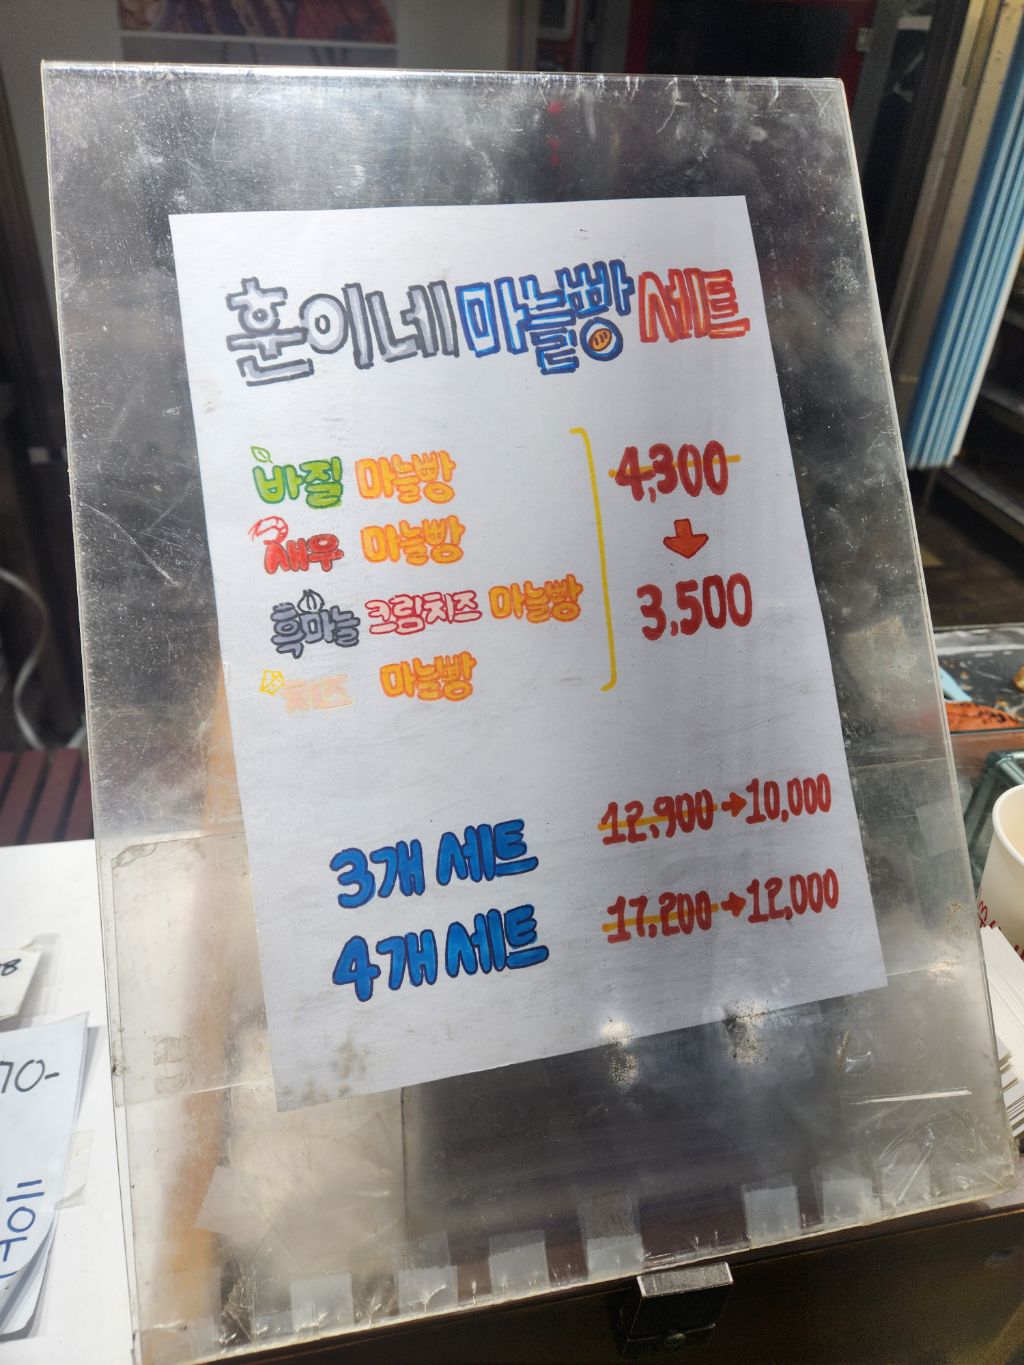 훈이네 마늘빵 세트
바질 마늘빵
새우 마늘빵
흑마늘 크림치즈 마늘빵
치즈 마늘빵
4,300
3,500
3개 세트 12,900 → 10,000
4개 세트 17,200 → 12,000